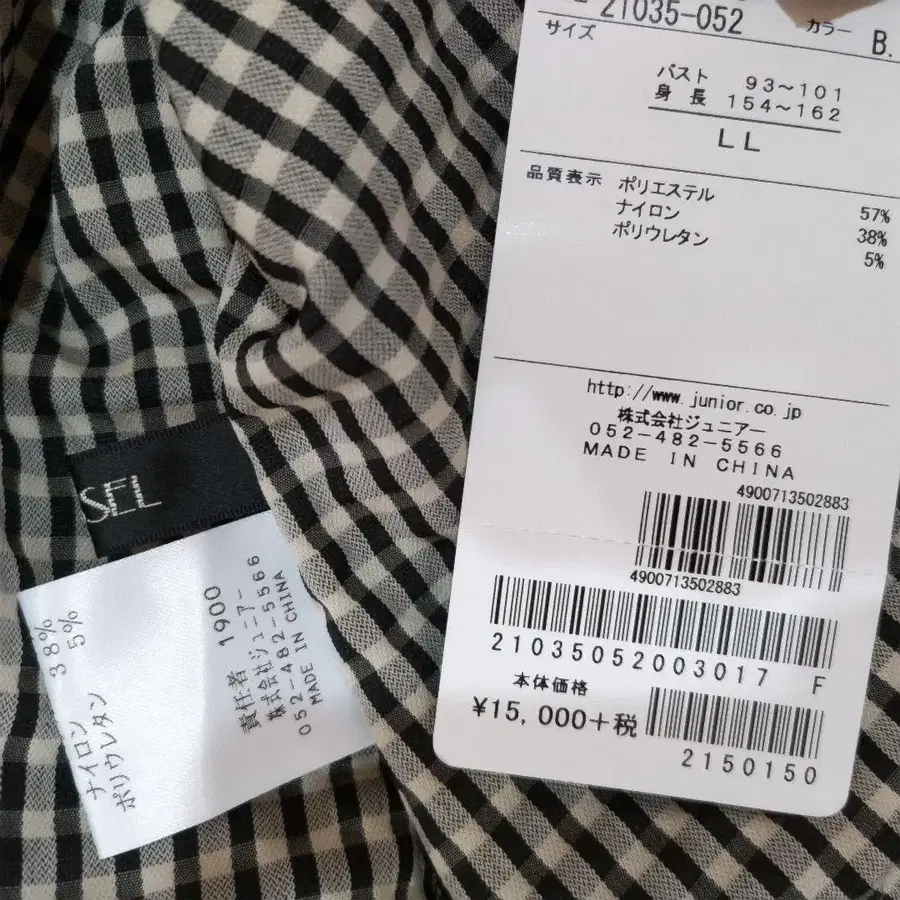 21035-052
カラー
B.
サイズ
バスト 93～101
身長 154～162
LL
品質表示 ポリエステル 57%
ナイロン 38%
ポリウレタン 5%
http://www.junior.co.jp
株式会社ジュニアー
052-482-5566
MADE IN CHINA
4900713502883
4900713502883
21035052003017 F
本体価格
¥15,000+税
2150150
SEL
ナイロン 38%
ポリウレタン 5%
1900
責任者
株式会社ジュニアー
052-482-5566
MADE IN CHINA